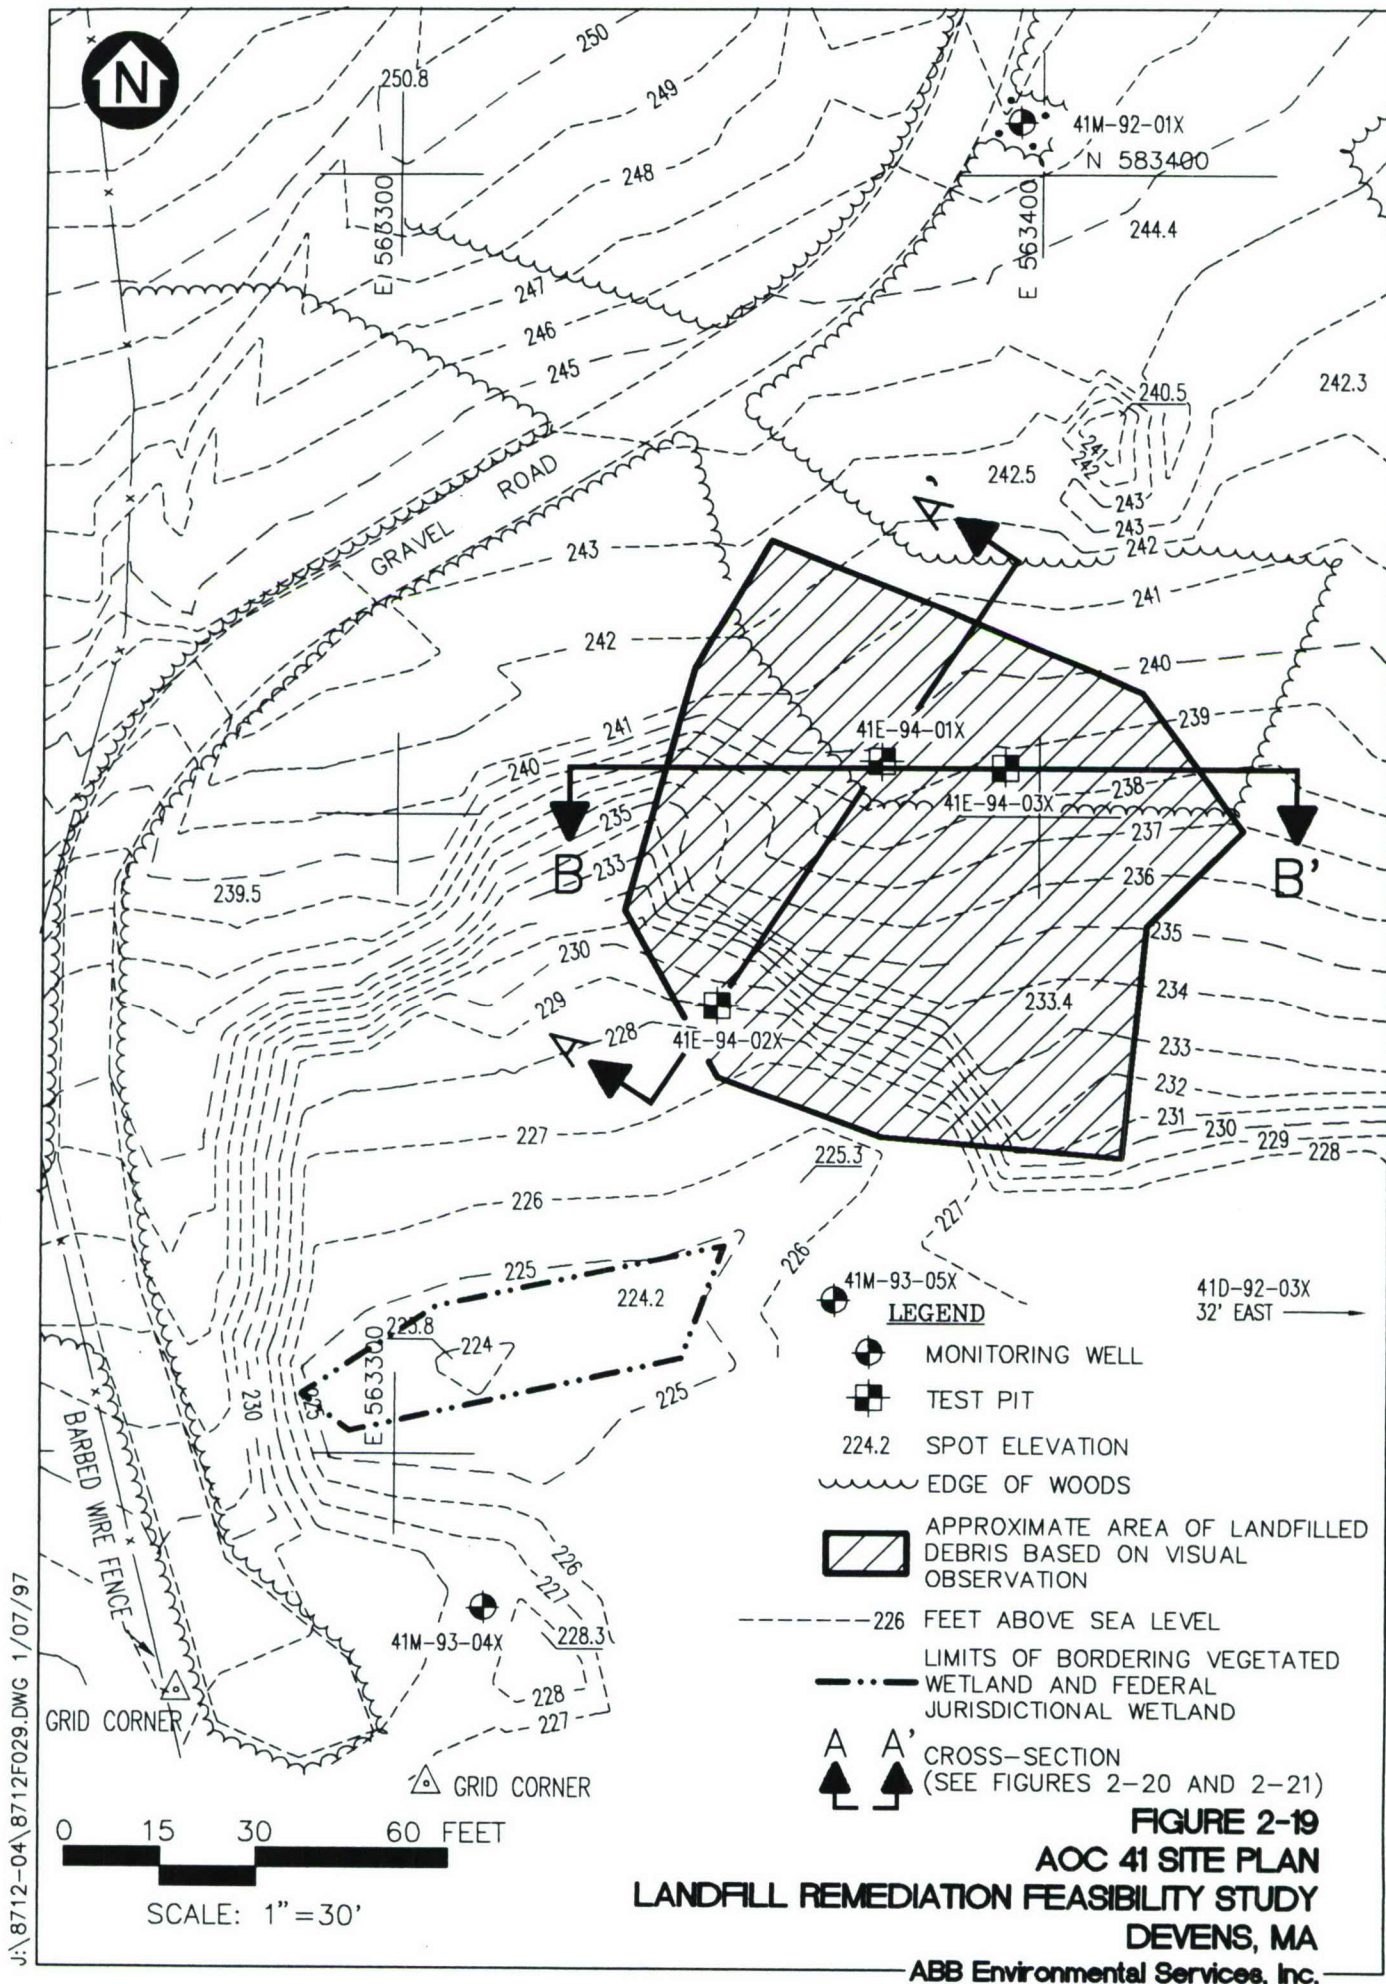 N
250
250.8
249
41M-92-01X
N 583400
248
E 563300
E 563400
244.4
247
246
245
240.5
242.3
241
242
242.5
243
243
242
A'
ROAD
GRAVEL
243
241
242
240
239
241
41E-94-01X
240
238
41E-94-03X
235
237
B
233
236
B'
239.5
235
230
234
229
233.4
228
A
41E-94-02X
233
232
231
230
229
228
227
225.3
226
227
226
225
224.2
41M-93-05X
41D-92-03X
32' EAST
223.8
224
E 563300
225
225
230
LEGEND
MONITORING WELL
TEST PIT
224.2 SPOT ELEVATION
EDGE OF WOODS
APPROXIMATE AREA OF LANDFILLED
DEBRIS BASED ON VISUAL
OBSERVATION
226 FEET ABOVE SEA LEVEL
LIMITS OF BORDERING VEGETATED
WETLAND AND FEDERAL
JURISDICTIONAL WETLAND
A A' CROSS-SECTION
(SEE FIGURES 2-20 AND 2-21)
BARBED WIRE FENCE
226
227
41M-93-04X
228.3
228
227
GRID CORNER
GRID CORNER
0 15 30 60 FEET
SCALE: 1"=30'
FIGURE 2-19
AOC 41 SITE PLAN
LANDFILL REMEDIATION FEASIBILITY STUDY
DEVENS, MA
ABB Environmental Services, Inc.
J:\8712-04\8712F029.DWG 1/07/97